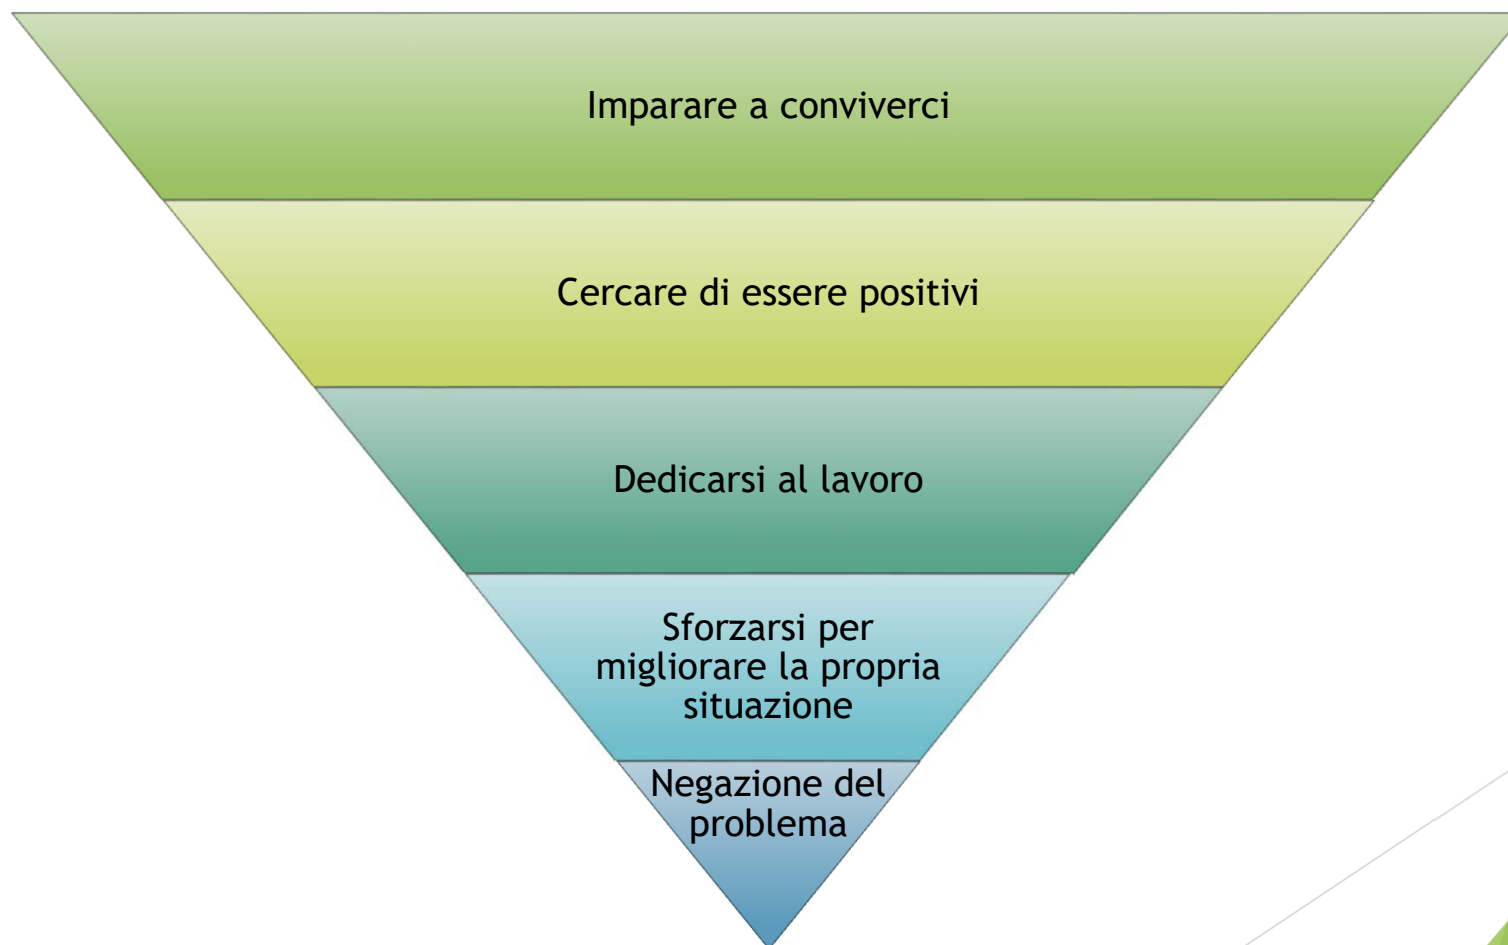 Imparare a conviverci
Cercare di essere positivi
Dedicarsi al lavoro
Sforzarsi per
migliorare la propria
situazione
Negazione del
problema